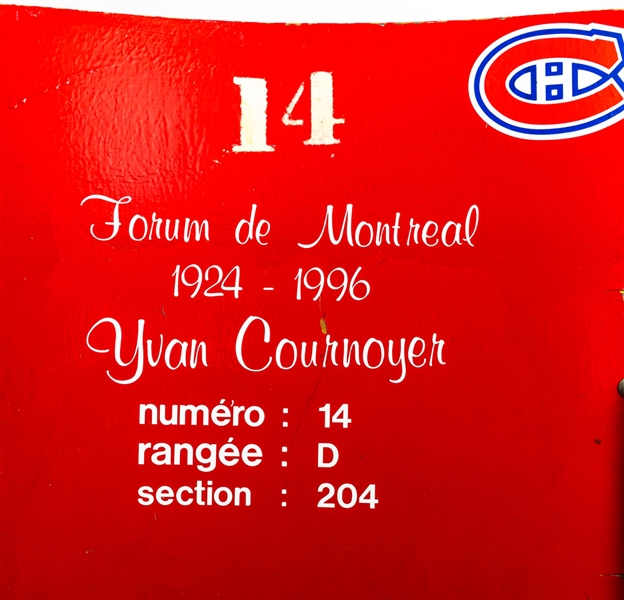 14
Forum de Montreal
1924 - 1996
Yvan Cournoyer
numéro : 14
rangée : D
section : 204